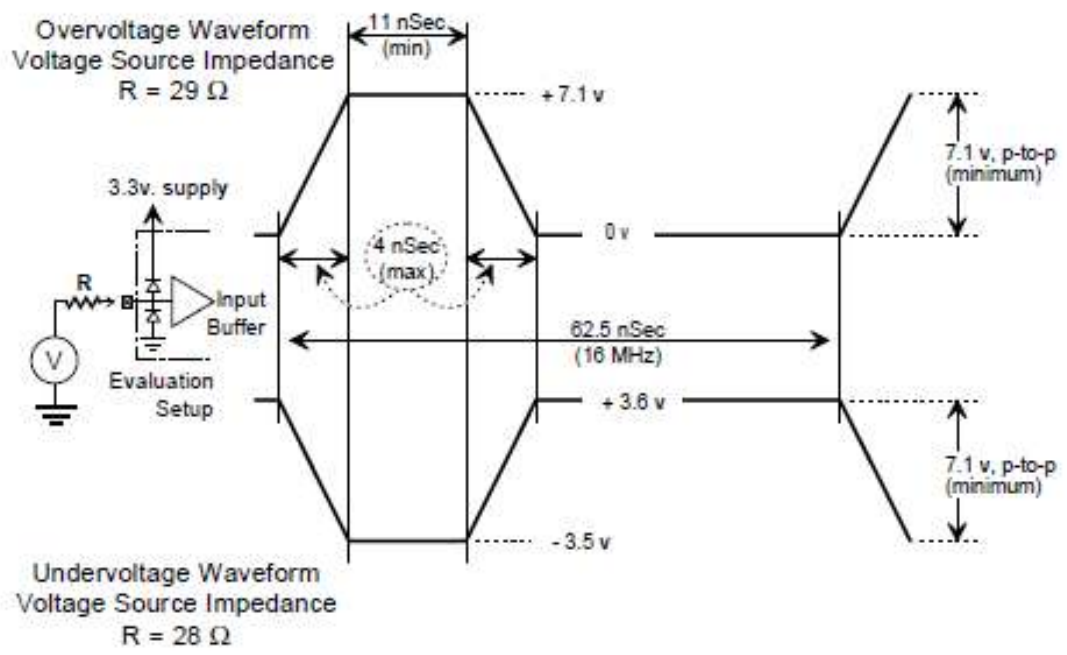 Overvoltage Waveform
Voltage Source Impedance
R = 29 Ω
11 nSec
(min)
+ 7.1 v
7.1 v, p-to-p
(minimum)
3.3v. supply
4 nSec
(max)
0 v
R
Input
Buffer
V
62.5 nSec
(16 MHz)
Evaluation
Setup
+ 3.6 v
7.1 v, p-to-p
(minimum)
- 3.5 v
Undervoltage Waveform
Voltage Source Impedance
R = 28 Ω